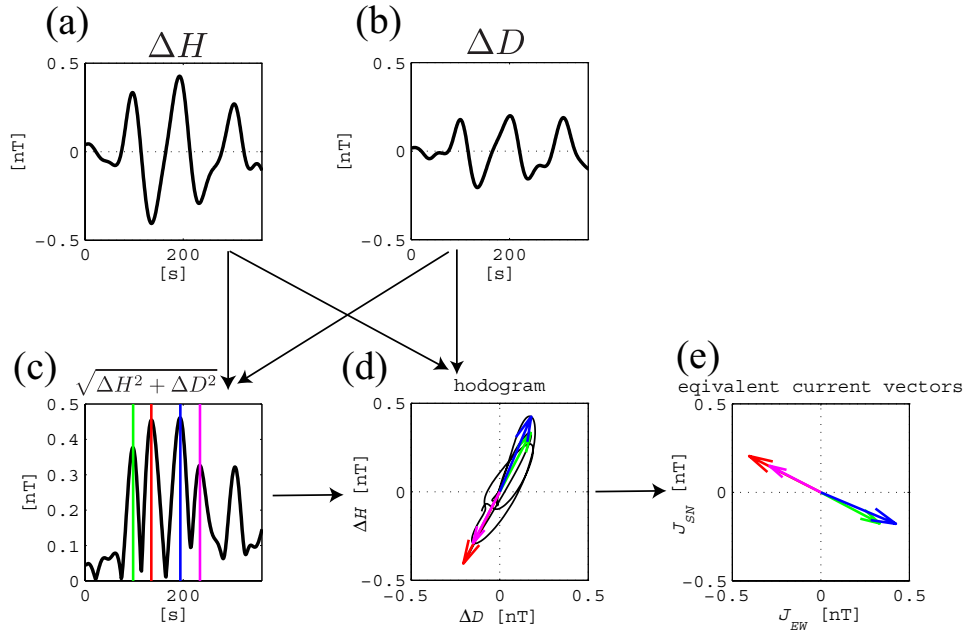 (a)
ΔH
0.5
0
−0.5
[nT]
0
200
[s]
(b)
ΔD
0.5
0
−0.5
[nT]
0
200
[s]
(c)
√ΔH² + ΔD²
0.5
0.4
0.3
0.2
0.1
0
[nT]
0
200
[s]
(d)
hodogram
0.5
0
−0.5
ΔH [nT]
−0.5
0
0.5
ΔD [nT]
(e)
eqivalent current vectors
0.5
0
−0.5
J_SN [nT]
−0.5
0
0.5
J_EW [nT]